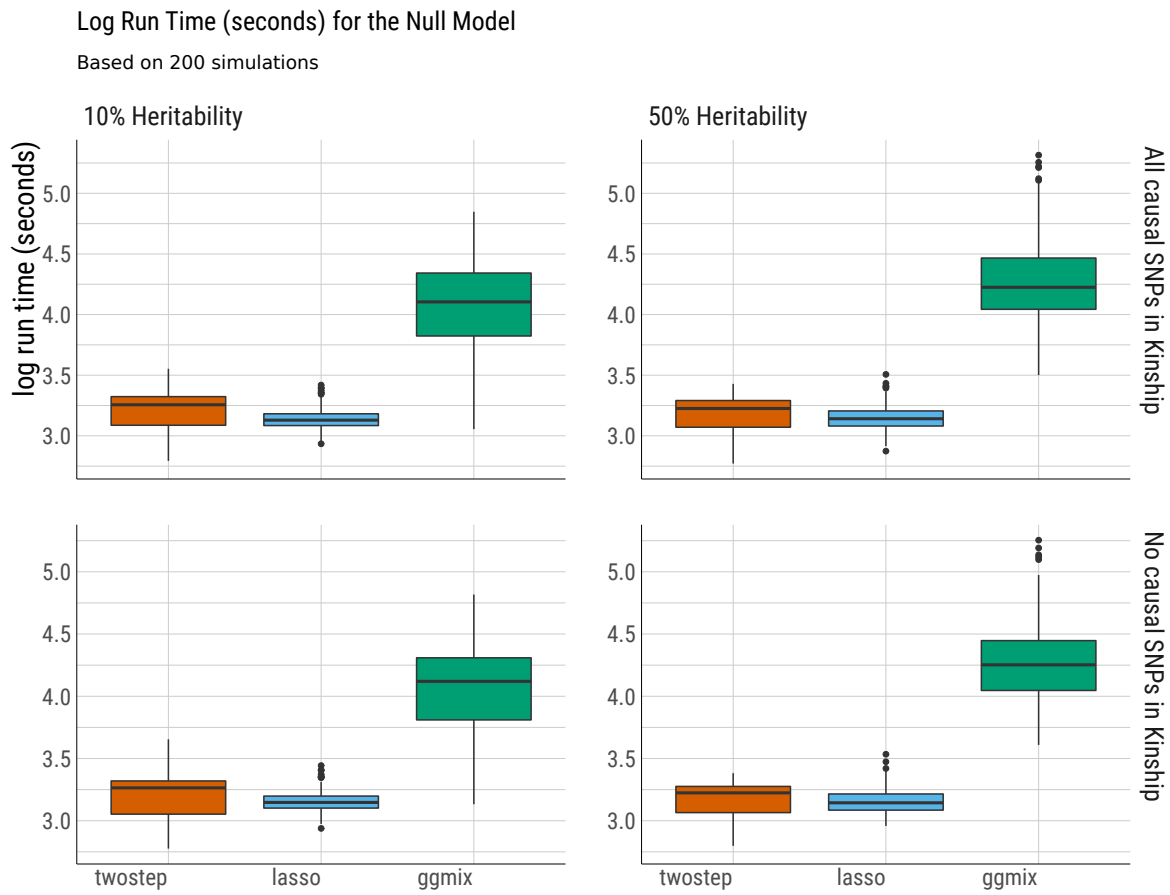 Log Run Time (seconds) for the Null Model
Based on 200 simulations
10% Heritability
50% Heritability
log run time (seconds)
5.0
4.5
4.0
3.5
3.0
5.0
4.5
4.0
3.5
3.0
All causal SNPs in Kinship
5.0
4.5
4.0
3.5
3.0
5.0
4.5
4.0
3.5
3.0
No causal SNPs in Kinship
twostep lasso ggmix
twostep lasso ggmix